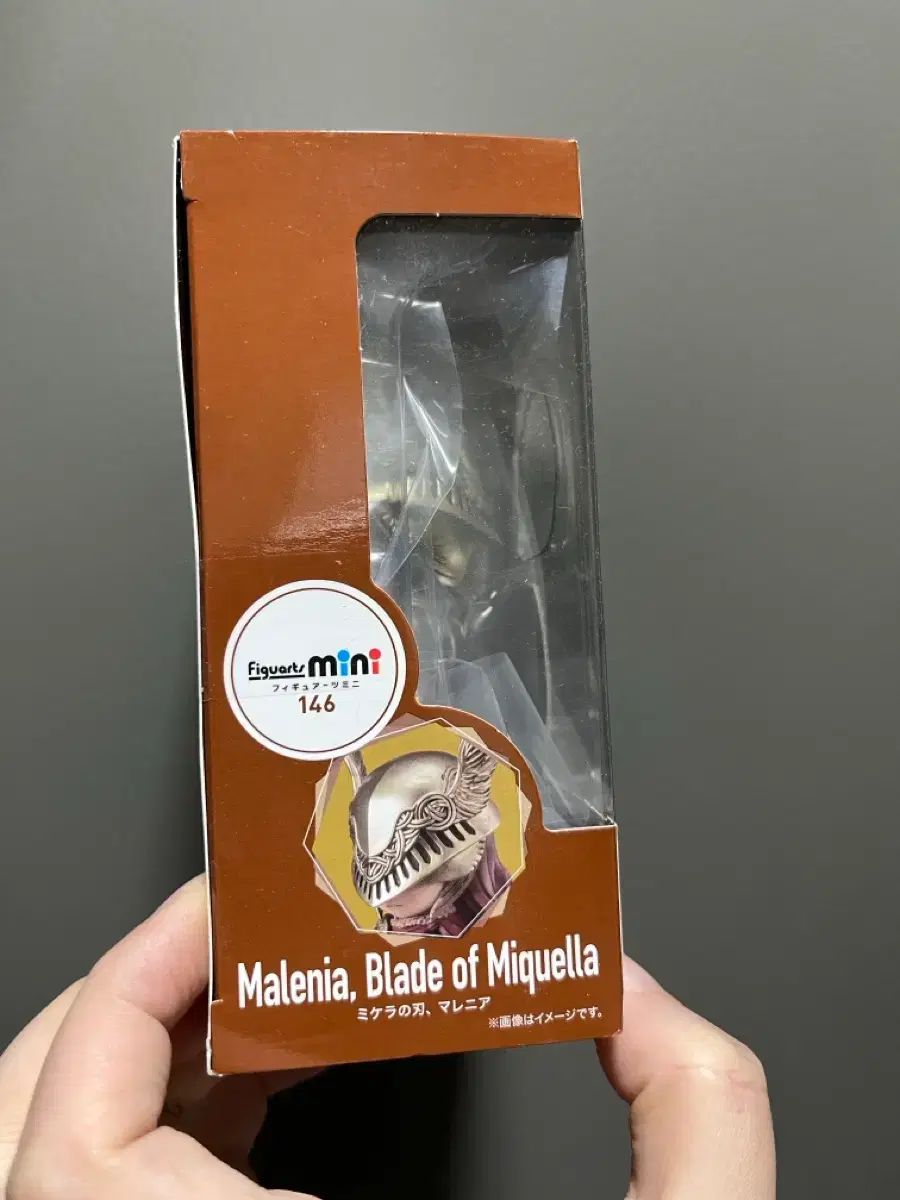 Figuarts mini
フィギュアーツミニ
146
Malenia, Blade of Miquella
ミケラの刃、マレニア
※画像はイメージです。